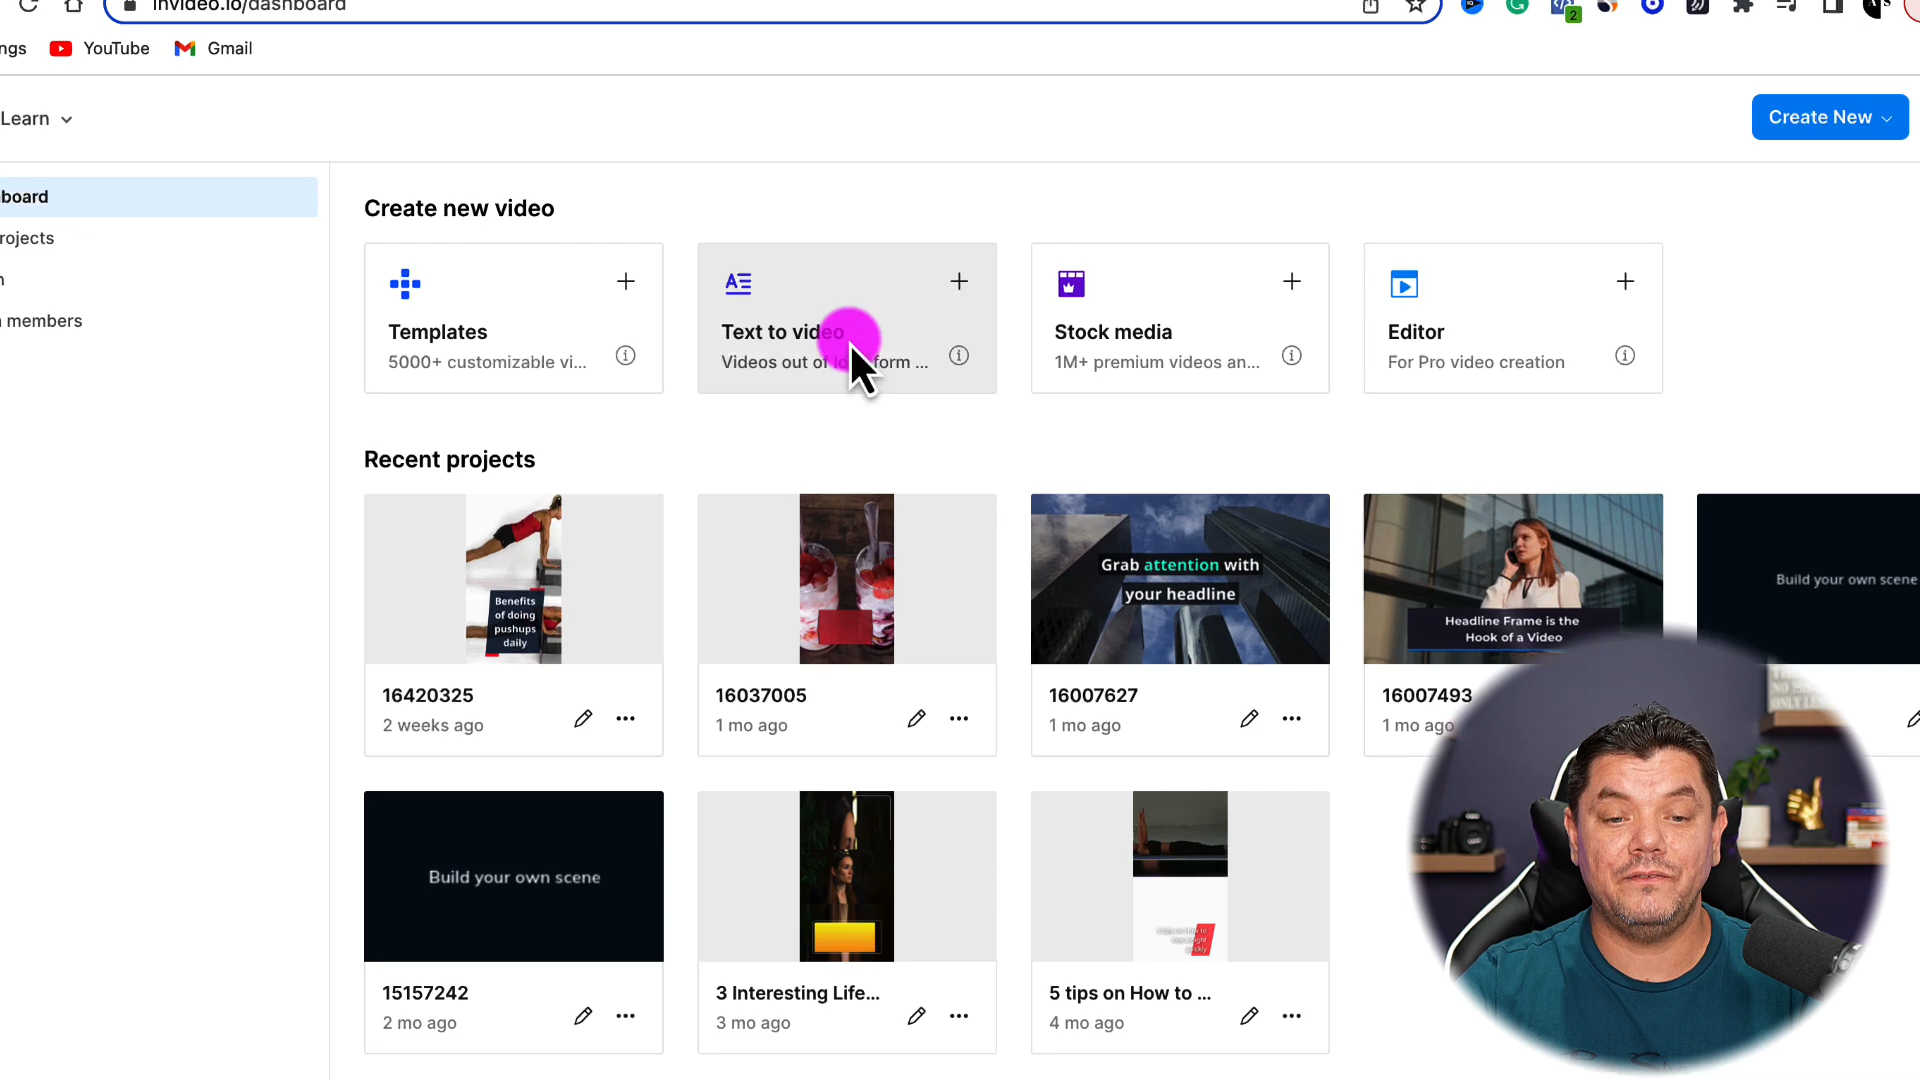 invideo.io/dashboard
2
ngs YouTube Gmail
Learn
Create New
board
rojects
members
Create new video
Templates
5000+ customizable vi...
Text to video
Videos out of form ...
Stock media
1M+ premium videos an...
Editor
For Pro video creation
Recent projects
Benefits
of doing
pushups
daily
Grab attention with
your headline
Headline Frame is the
Hook of a Video
Build your own scene
16420325
2 weeks ago
16037005
1 mo ago
16007627
1 mo ago
16007493
1 mo ago
Build your own scene
15157242
2 mo ago
3 Interesting Life...
3 mo ago
5 tips on How to ...
4 mo ago